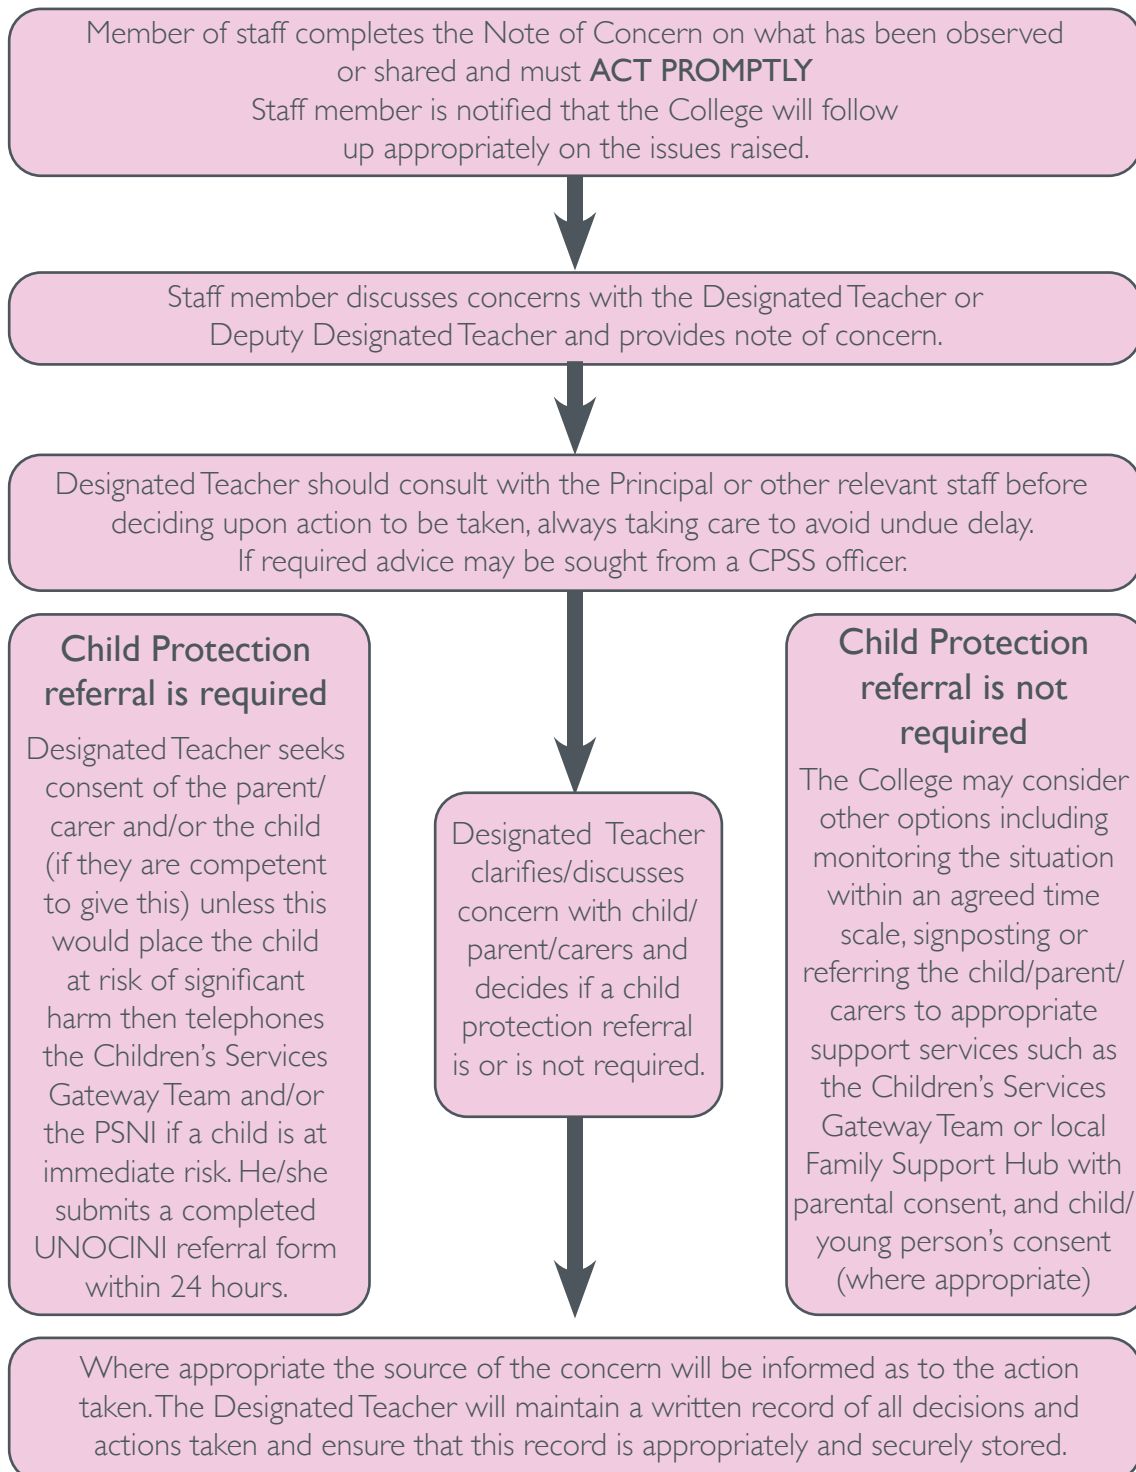 Member of staff completes the Note of Concern on what has been observed
or shared and must ACT PROMPTLY
Staff member is notified that the College will follow
up appropriately on the issues raised.
Staff member discusses concerns with the Designated Teacher or
Deputy Designated Teacher and provides note of concern.
Designated Teacher should consult with the Principal or other relevant staff before
deciding upon action to be taken, always taking care to avoid undue delay.
If required advice may be sought from a CPSS officer.
Child Protection
referral is required
Designated Teacher seeks
consent of the parent/
carer and/or the child
(if they are competent
to give this) unless this
would place the child
at risk of significant
harm then telephones
the Children's Services
Gateway Team and/or
the PSNI if a child is at
immediate risk. He/she
submits a completed
UNOCINI referral form
within 24 hours.
Designated Teacher
clarifies/discusses
concern with child/
parent/carers and
decides if a child
protection referral
is or is not required.
Child Protection
referral is not
required
The College may consider
other options including
monitoring the situation
within an agreed time
scale, signposting or
referring the child/parent/
carers to appropriate
support services such as
the Children's Services
Gateway Team or local
Family Support Hub with
parental consent, and child/
young person's consent
(where appropriate)
Where appropriate the source of the concern will be informed as to the action
taken. The Designated Teacher will maintain a written record of all decisions and
actions taken and ensure that this record is appropriately and securely stored.